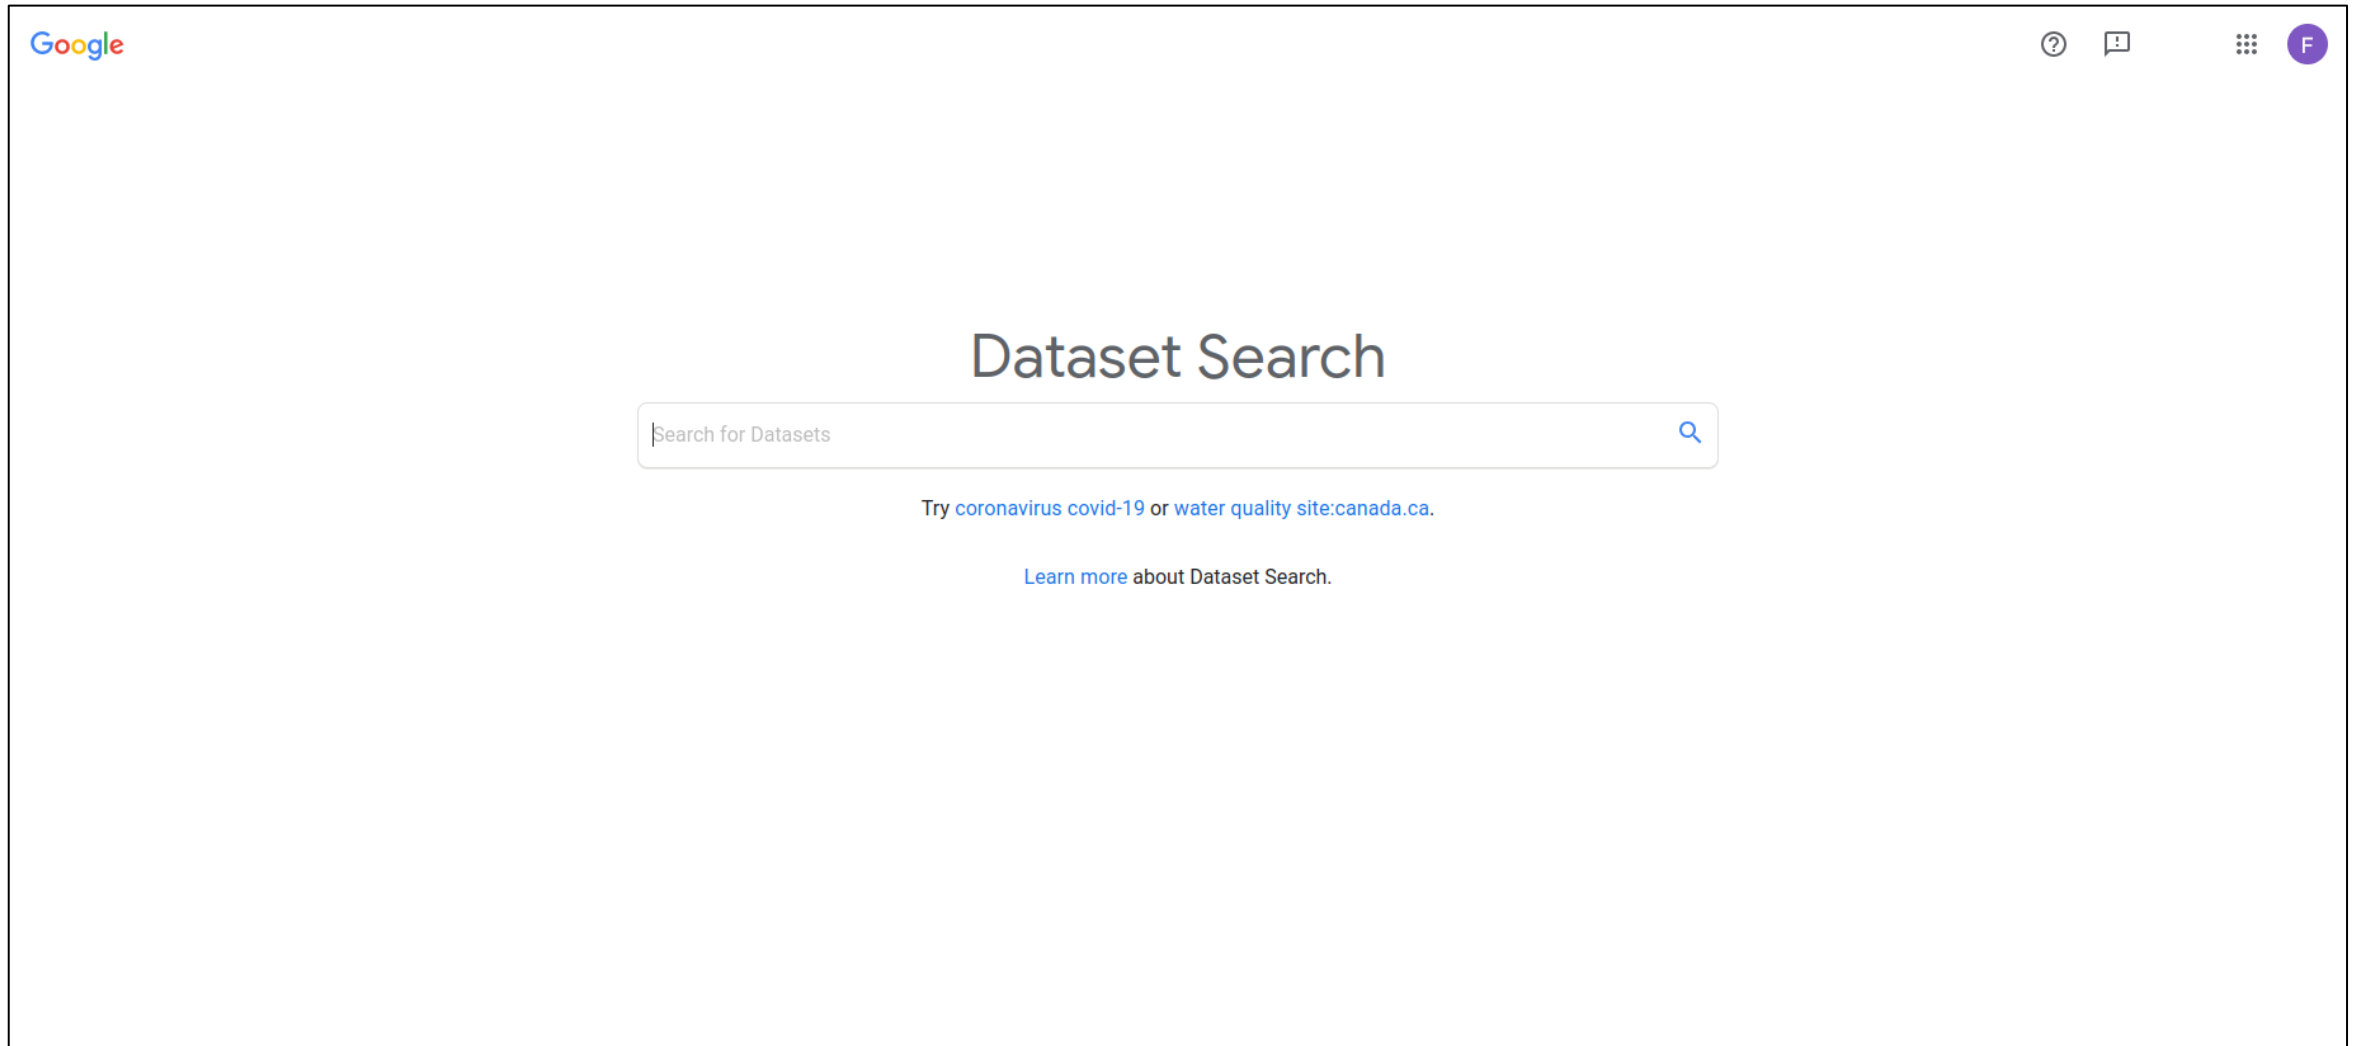 Google
F
Dataset Search
Search for Datasets
Try coronavirus covid-19 or water quality site:canada.ca.
Learn more about Dataset Search.